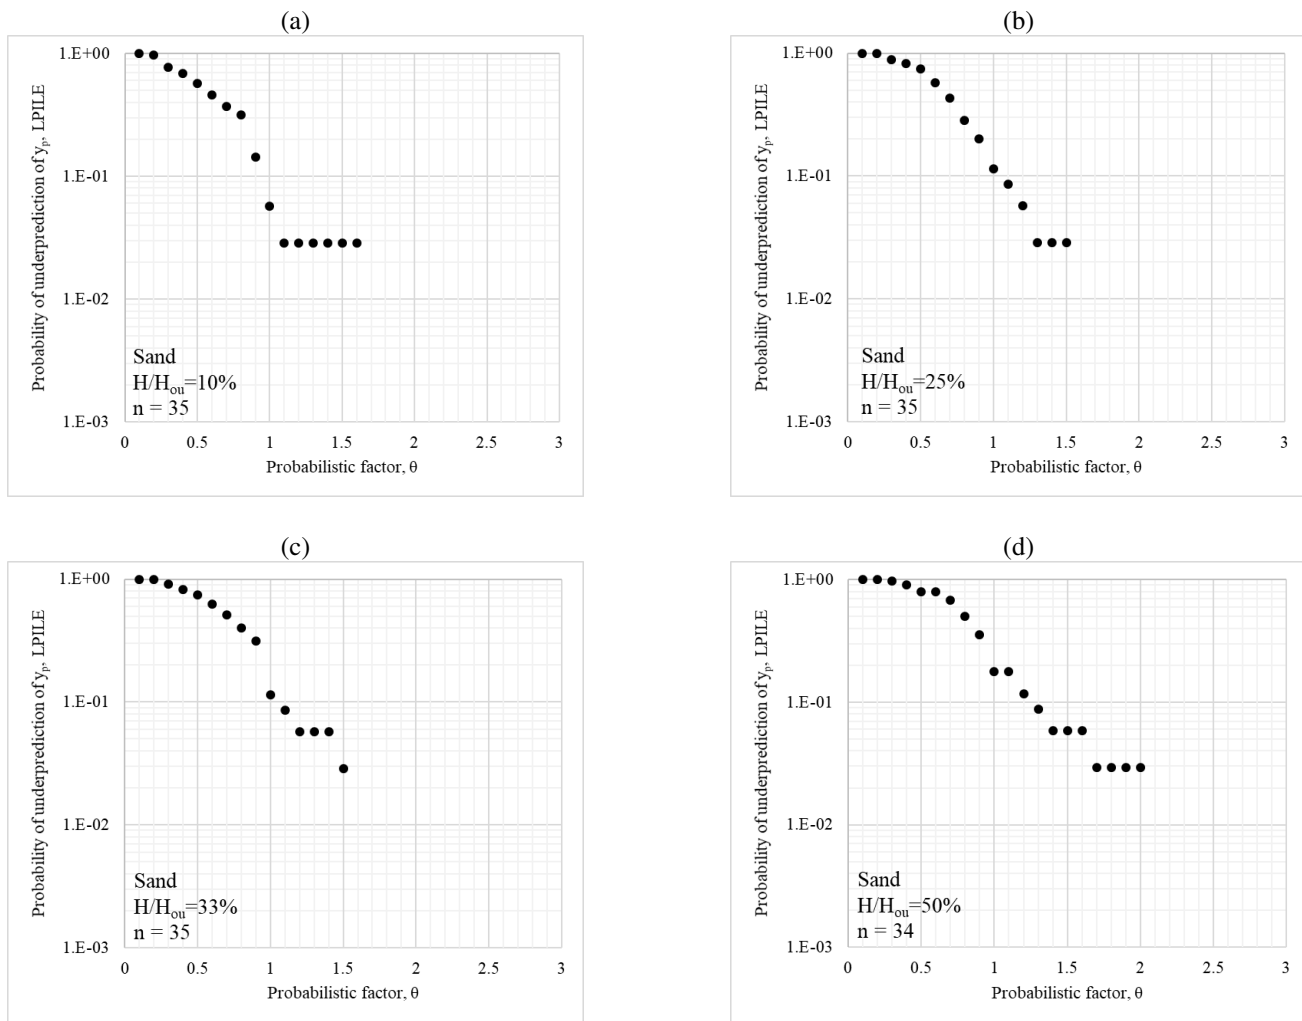 (a)
Probability of underprediction of yp, LPILE
1.E+00
1.E-01
1.E-02
1.E-03
Sand
H/Hou=10%
n = 35
0 0.5 1 1.5 2 2.5 3
Probabilistic factor, θ
(b)
Probability of underprediction of yp, LPILE
1.E+00
1.E-01
1.E-02
1.E-03
Sand
H/Hou=25%
n = 35
0 0.5 1 1.5 2 2.5 3
Probabilistic factor, θ
(c)
Probability of underprediction of yp, LPILE
1.E+00
1.E-01
1.E-02
1.E-03
Sand
H/Hou=33%
n = 35
0 0.5 1 1.5 2 2.5 3
Probabilistic factor, θ
(d)
Probability of underprediction of yp, LPILE
1.E+00
1.E-01
1.E-02
1.E-03
Sand
H/Hou=50%
n = 34
0 0.5 1 1.5 2 2.5 3
Probabilistic factor, θ